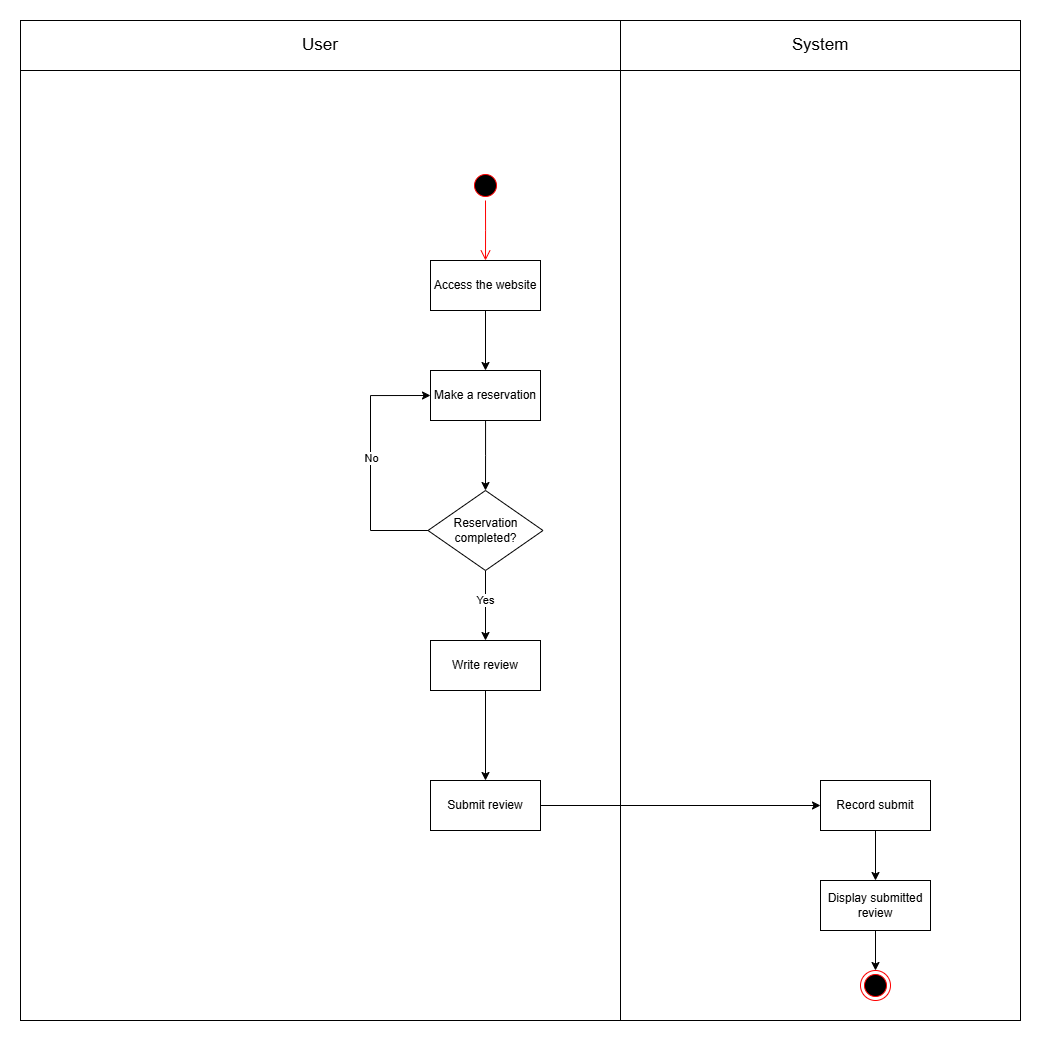 User
System
Access the website
Make a reservation
No
Reservation
completed?
Yes
Write review
Submit review
Record submit
Display submitted
review